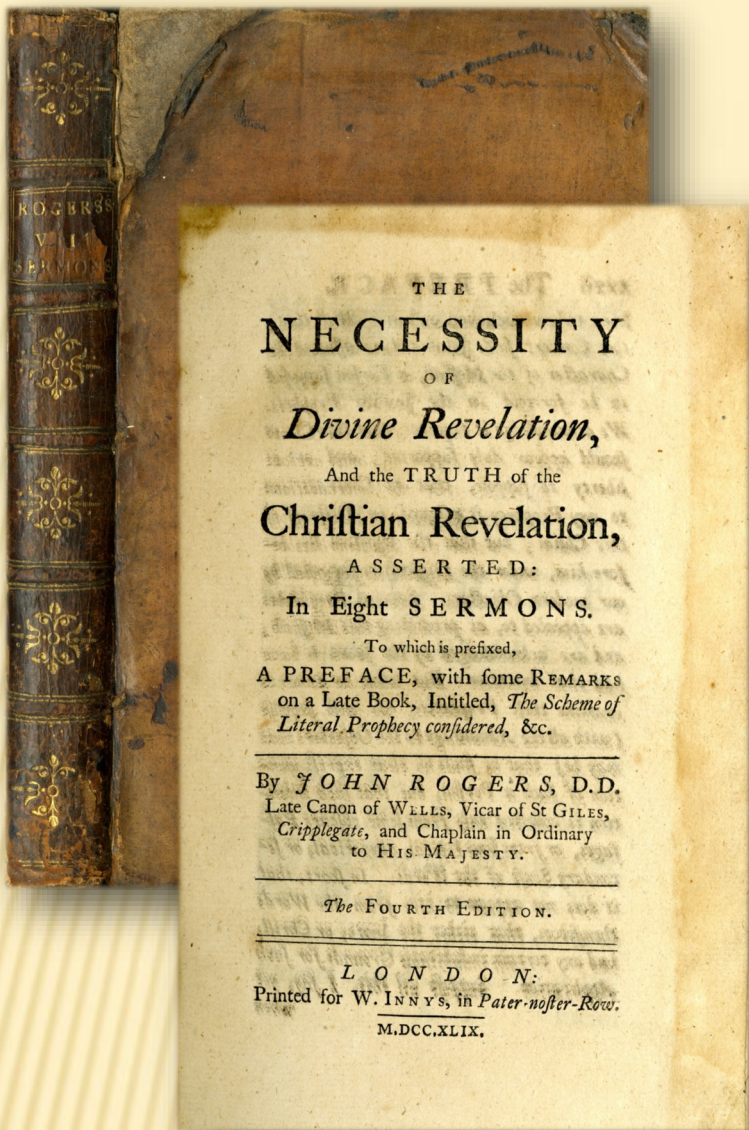 ROGERS'S
VIII
SERMONS
THE
NECESSITY
OF
Divine Revelation,
And the TRUTH of the
Chriſtian Revelation,
ASSERTED:
In Eight SERMONS.
To which is prefixed,
A PREFACE, with ſome REMARKS
on a Late Book, Intitled, The Scheme of
Literal Prophecy conſidered, &c.
By JOHN ROGERS, D.D.
Late Canon of WELLS, Vicar of St GILES,
Cripplegate, and Chaplain in Ordinary
to HIS MAJESTY.
The FOURTH EDITION.
LONDON:
Printed for W. INNYS, in Pater-noſter-Row.
M.DCC.XLIX.